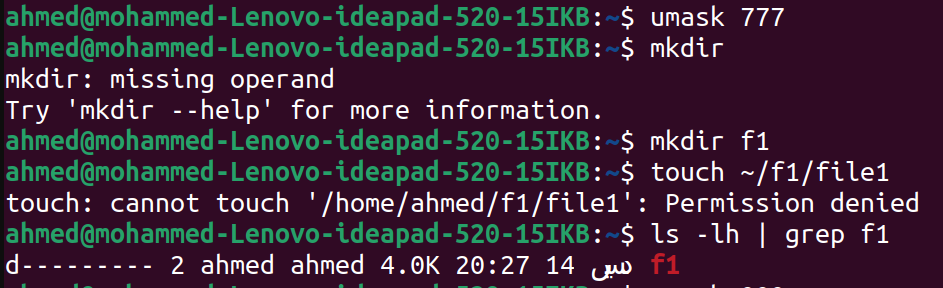 ahmed@mohammed-Lenovo-ideapad-520-15IKB:~$ umask 777
ahmed@mohammed-Lenovo-ideapad-520-15IKB:~$ mkdir
mkdir: missing operand
Try 'mkdir --help' for more information.
ahmed@mohammed-Lenovo-ideapad-520-15IKB:~$ mkdir f1
ahmed@mohammed-Lenovo-ideapad-520-15IKB:~$ touch ~/f1/file1
touch: cannot touch '/home/ahmed/f1/file1': Permission denied
ahmed@mohammed-Lenovo-ideapad-520-15IKB:~$ ls -lh | grep f1
d--------- 2 ahmed ahmed 4.0K 20:27 14 f1